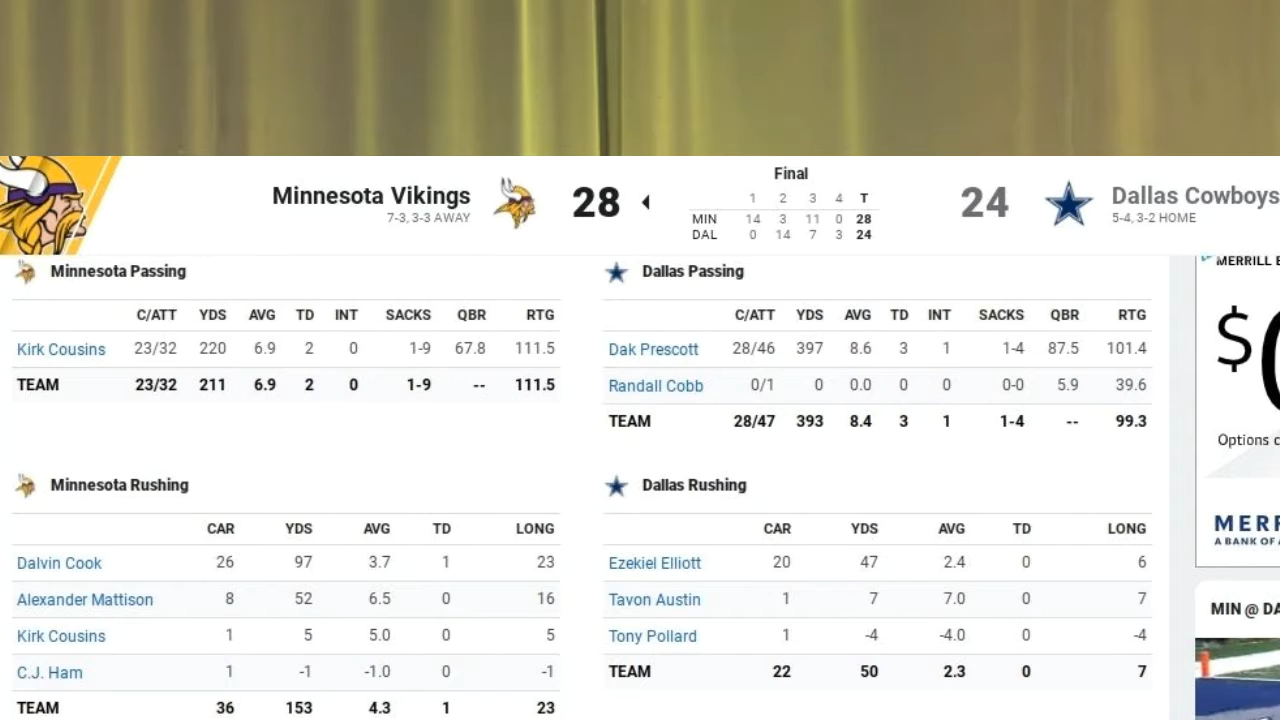 Final
Minnesota Vikings 28 1 2 3 4 T 24 Dallas Cowboys
7-3, 3-3 AWAY MIN 14 3 11 0 28 5-4, 3-2 HOME
DAL 0 14 7 3 24
Minnesota Passing
C/ATT YDS AVG TD INT SACKS QBR RTG
Kirk Cousins 23/32 220 6.9 2 0 1-9 67.8 111.5
TEAM 23/32 211 6.9 2 0 1-9 -- 111.5
Dallas Passing
C/ATT YDS AVG TD INT SACKS QBR RTG
Dak Prescott 28/46 397 8.6 3 1 1-4 87.5 101.4
Randall Cobb 0/1 0 0.0 0 0 0-0 5.9 39.6
TEAM 28/47 393 8.4 3 1 1-4 -- 99.3
Minnesota Rushing
CAR YDS AVG TD LONG
Dalvin Cook 26 97 3.7 1 23
Alexander Mattison 8 52 6.5 0 16
Kirk Cousins 1 5 5.0 0 5
C.J. Ham 1 -1 -1.0 0 -1
TEAM 36 153 4.3 1 23
Dallas Rushing
CAR YDS AVG TD LONG
Ezekiel Elliott 20 47 2.4 0 6
Tavon Austin 1 7 7.0 0 7
Tony Pollard 1 -4 -4.0 0 -4
TEAM 22 50 2.3 0 7
MERRILL
$
Options
MERR
A BANK OF
MIN @ DA